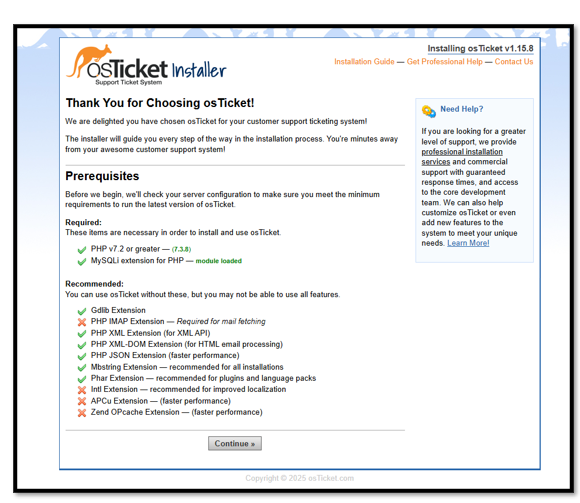 Installing osTicket v1.15.8
osTicket Installer
Support Ticket System
Installation Guide — Get Professional Help — Contact Us
Thank You for Choosing osTicket!
We are delighted you have chosen osTicket for your customer support ticketing system!
The installer will guide you every step of the way in the installation process. You're minutes away
from your awesome customer support system!
Prerequisites
Before we begin, we'll check your server configuration to make sure you meet the minimum
requirements to run the latest version of osTicket.
Required:
These items are necessary in order to install and use osTicket.
PHP v7.2 or greater — (7.3.8)
MySQLi extension for PHP — module loaded
Recommended:
You can use osTicket without these, but you may not be able to use all features.
Gdlib Extension
PHP IMAP Extension — Required for mail fetching
PHP XML Extension (for XML API)
PHP XML-DOM Extension (for HTML email processing)
PHP JSON Extension (faster performance)
Mbstring Extension — recommended for all installations
Phar Extension — recommended for plugins and language packs
Intl Extension — recommended for improved localization
APCu Extension — (faster performance)
Zend OPcache Extension — (faster performance)
Continue »
Need Help?
If you are looking for a greater
level of support, we provide
professional installation
services and commercial
support with guaranteed
response times, and access
to the core development
team. We can also help
customize osTicket or even
add new features to the
system to meet your unique
needs. Learn More!
Copyright © 2025 osTicket.com